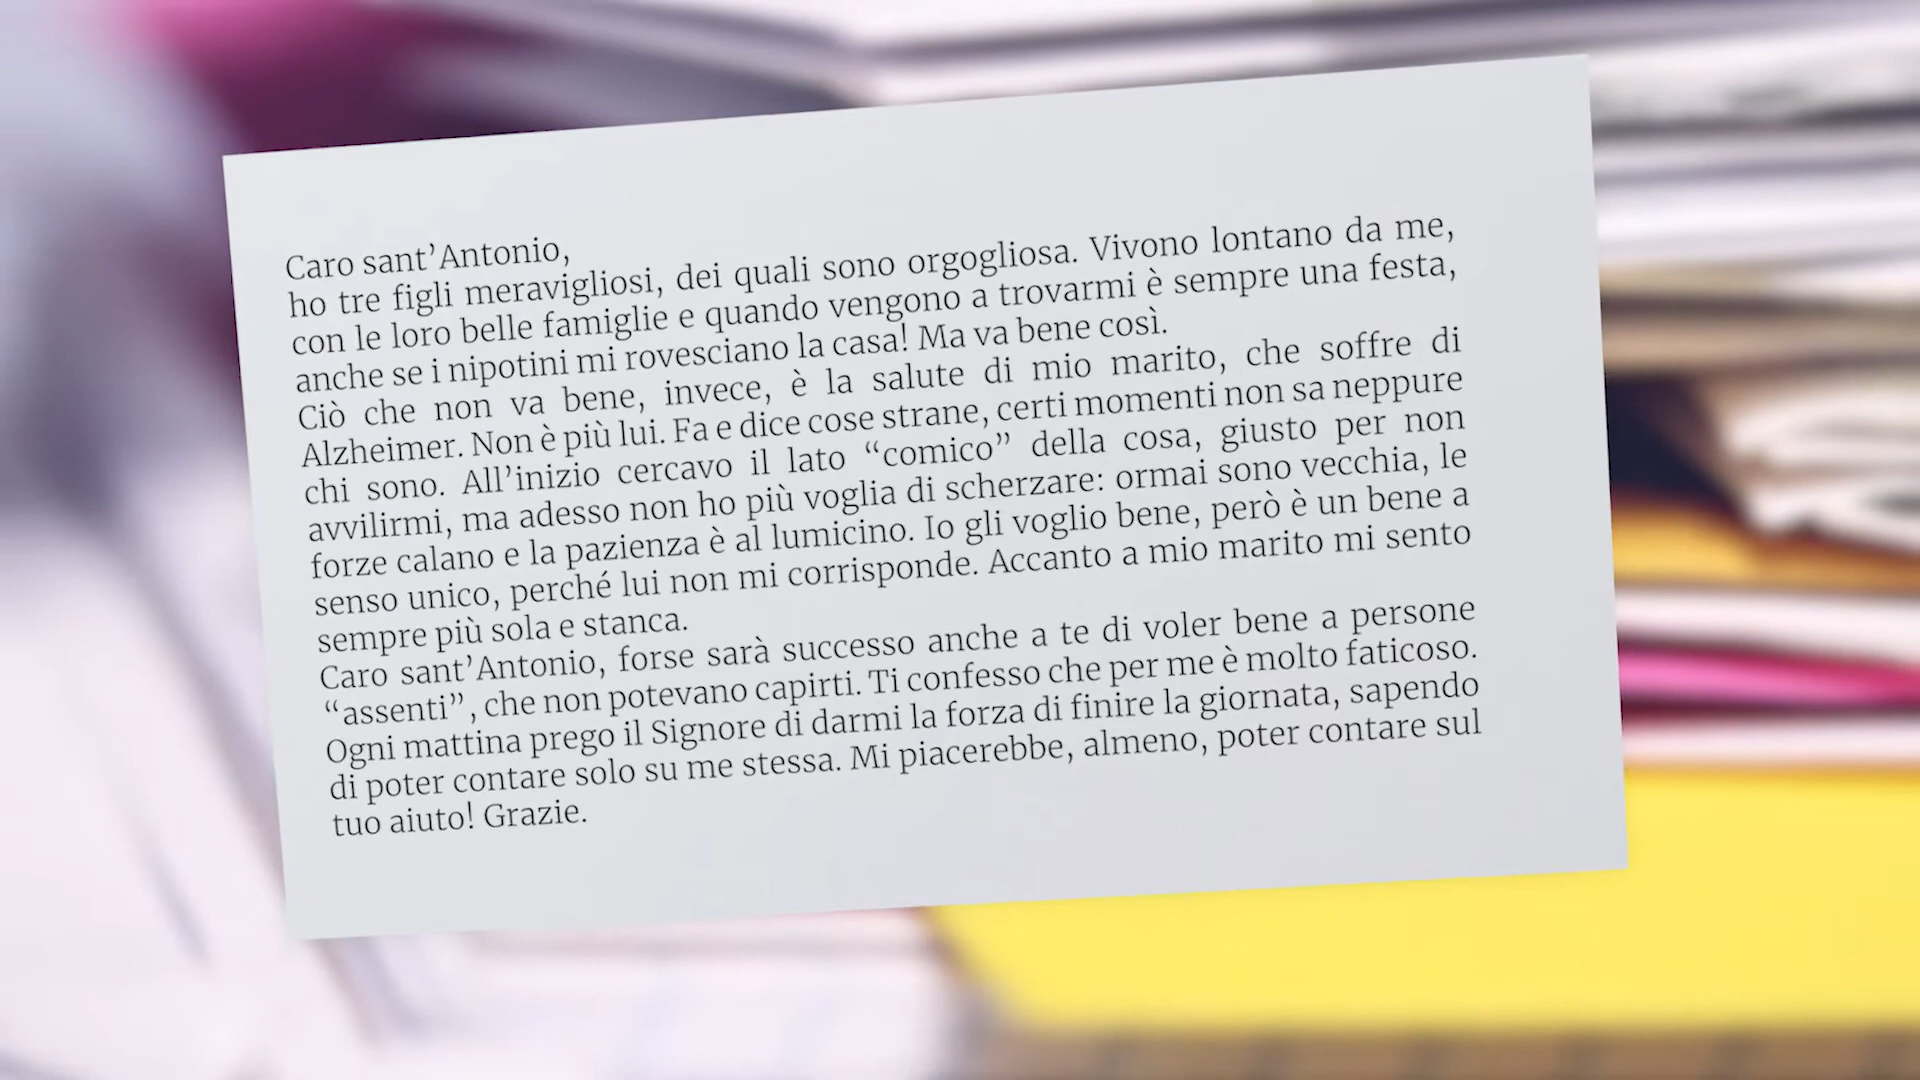 Caro sant’Antonio,
ho tre figli meravigliosi, dei quali sono orgogliosa. Vivono lontano da me,
con le loro belle famiglie e quando vengono a trovarmi è sempre una festa,
anche se i nipotini mi rovesciano la casa! Ma va bene così.
Ciò che non va bene, invece, è la salute di mio marito, che soffre di
Alzheimer. Non è più lui. Fa e dice cose strane, certi momenti non sa neppure
chi sono. All’inizio cercavo il lato “comico” della cosa, giusto per non
avvilirmi, ma adesso non ho più voglia di scherzare: ormai sono vecchia, le
forze calano e la pazienza è al lumicino. Io gli voglio bene, però è un bene a
senso unico, perché lui non mi corrisponde. Accanto a mio marito mi sento
sempre più sola e stanca.
Caro sant’Antonio, forse sarà successo anche a te di voler bene a persone
“assenti”, che non potevano capirti. Ti confesso che per me è molto faticoso.
Ogni mattina prego il Signore di darmi la forza di finire la giornata, sapendo
di poter contare solo su me stessa. Mi piacerebbe, almeno, poter contare sul
tuo aiuto! Grazie.